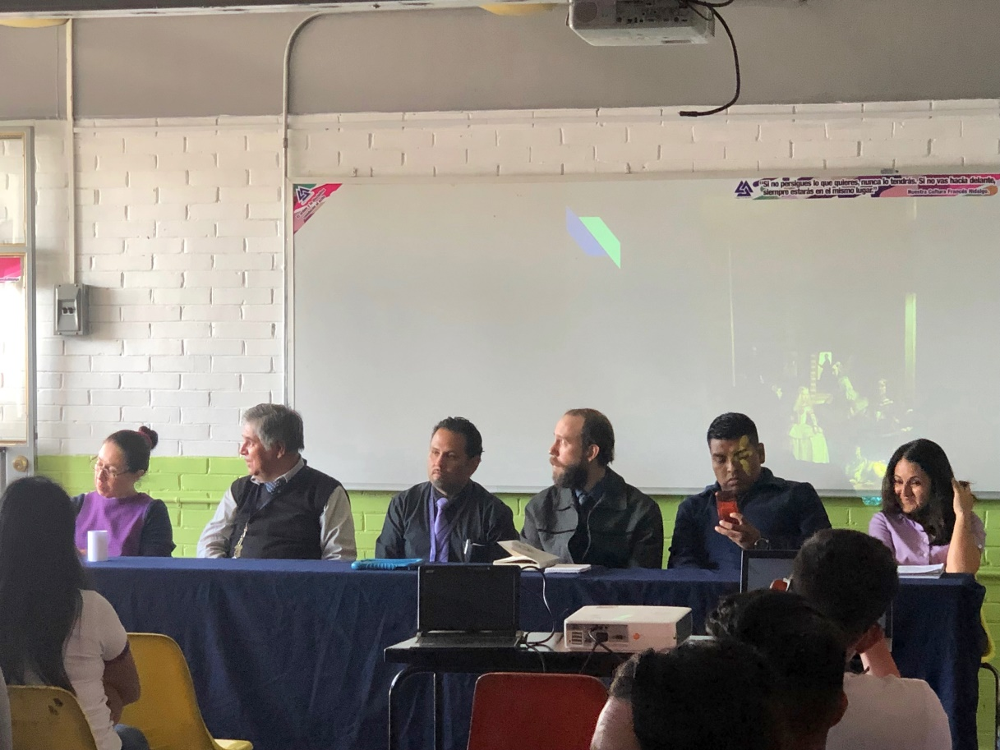 "Si no persigues lo que quieres, nunca lo tendrás. Si no vas hacia delante,
siempre estarás en el mismo lugar."
Nuestra Cultura Francés Hidalgo